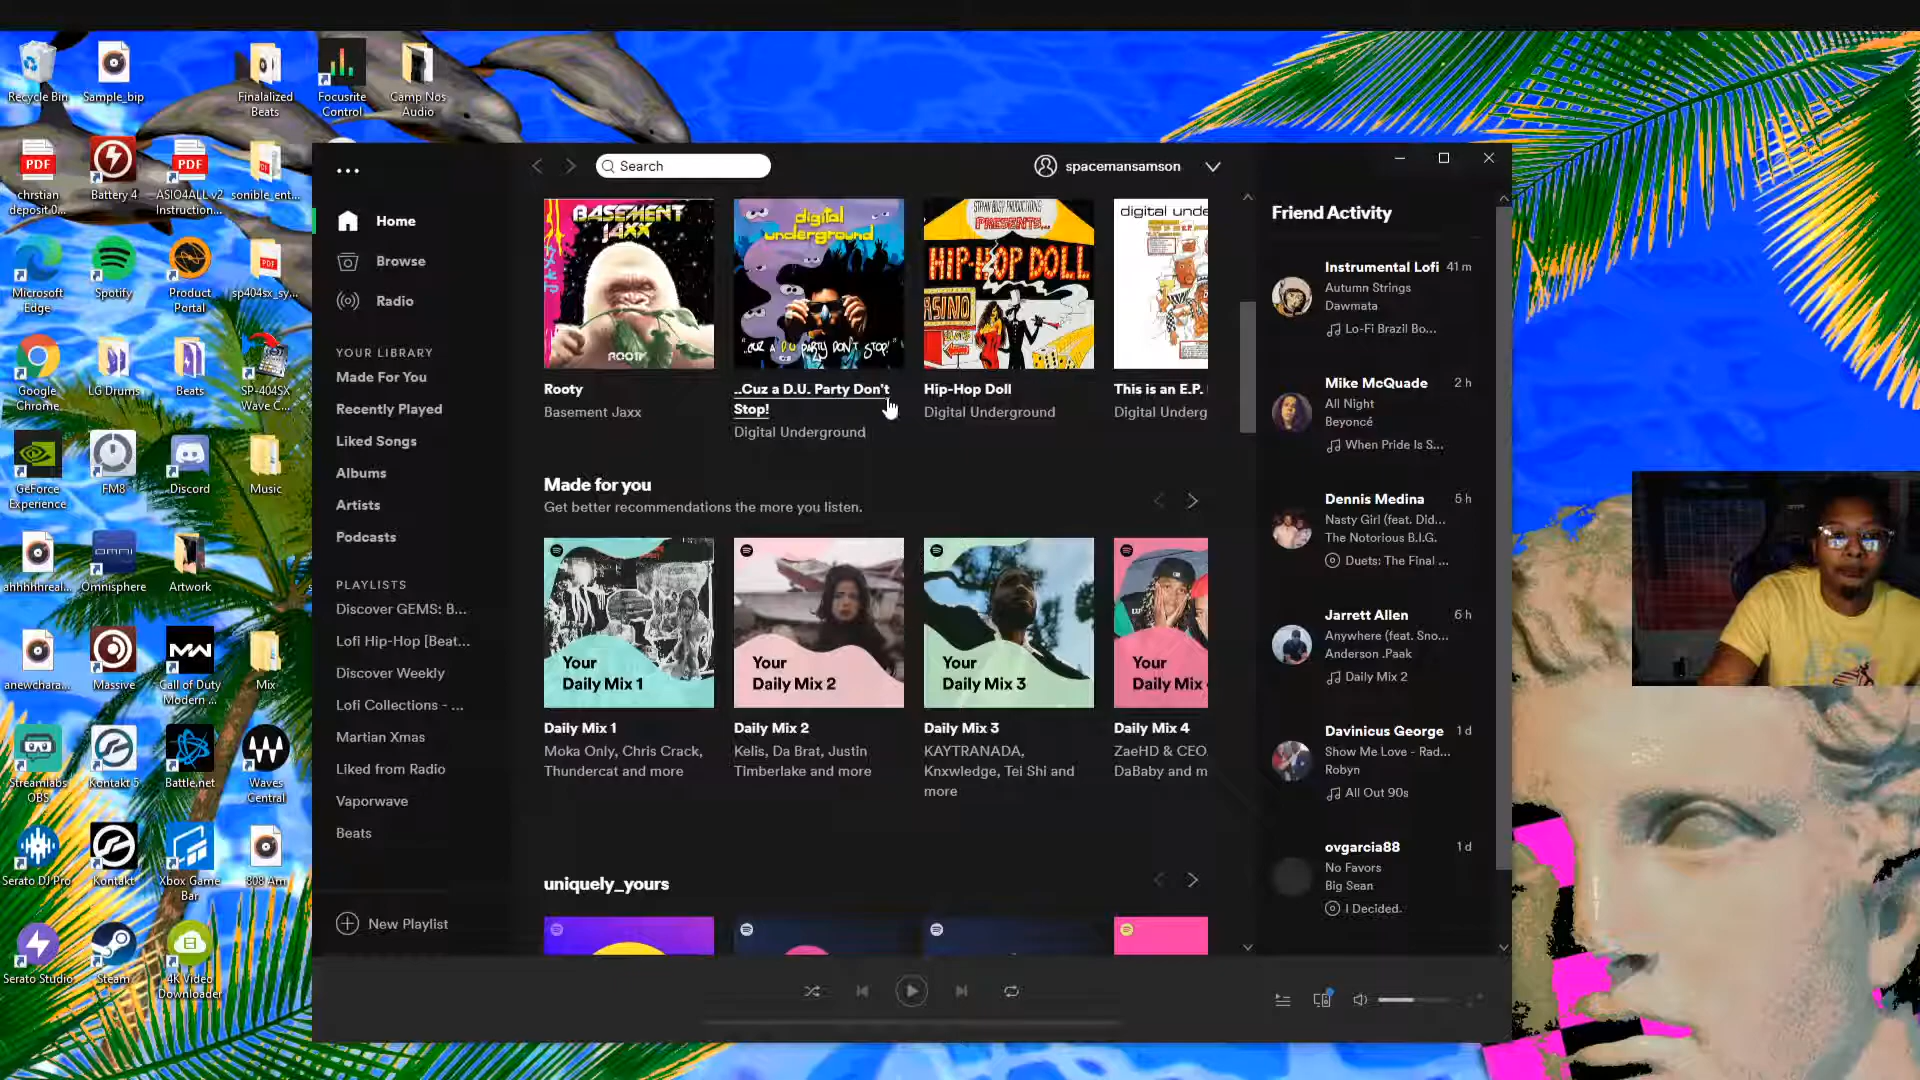 Recycle Bin
Sample_bip
Finalalized
Beats
Focusrite
Control
Camp Nos
Audio
chrstian
deposit 0...
Battery 4
ASIO4ALL v2
Instruction...
sonible_ent...
Microsoft
Edge
Spotify
Product
Portal
sp404sx_sy...
Google
Chrome
LG Drums
Beats
SP-404SX
Wave C...
GeForce
Experience
FM8
Discord
Music
ahhhhhreal...
Omnisphere
Artwork
anewchara...
Massive
Call of Duty
Modern ...
Mix
Streamlabs
OBS
Kontakt 5
Battle.net
Waves
Central
Serato DJ Pro
Kontakt
Xbox Game
Bar
808 Am
Serato Studio
Steam
4K Video
Downloader
Search
spacemansamson
Home
Browse
Radio
YOUR LIBRARY
Made For You
Recently Played
Liked Songs
Albums
Artists
Podcasts
PLAYLISTS
Discover GEMS: B...
Lofi Hip-Hop [Beat...
Discover Weekly
Lofi Collections - ...
Martian Xmas
Liked from Radio
Vaporwave
Beats
New Playlist
BASEMENT
JAXX
ROOTY
digital
underground
"CUZ A D.U. PARTY DON'T STOP!"
PRESENTS...
HIP-HOP DOLL
CASINO
digital unde
Rooty
Basement Jaxx
..Cuz a D.U. Party Don't
Stop!
Digital Underground
Hip-Hop Doll
Digital Underground
This is an E.P.
Digital Underg
Made for you
Get better recommendations the more you listen.
Your
Daily Mix 1
Your
Daily Mix 2
Your
Daily Mix 3
Your
Daily Mix
Daily Mix 1
Moka Only, Chris Crack,
Thundercat and more
Daily Mix 2
Kelis, Da Brat, Justin
TImberlake and more
Daily Mix 3
KAYTRANADA,
Knxwledge, Tei Shi and
more
Daily Mix 4
ZaeHD & CEO,
DaBaby and m
uniquely_yours
Friend Activity
Instrumental Lofi 41 m
Autumn Strings
Dawmata
Lo-Fi Brazil Bo...
Mike McQuade 2 h
All Night
Beyoncé
When Pride Is S...
Dennis Medina 5 h
Nasty Girl (feat. Did...
The Notorious B.I.G.
Duets: The Final ...
Jarrett Allen 6 h
Anywhere (feat. Sno...
Anderson .Paak
Daily Mix 2
Davinicus George 1 d
Show Me Love - Rad...
Robyn
All Out 90s
ovgarcia88 1 d
No Favors
Big Sean
I Decided.